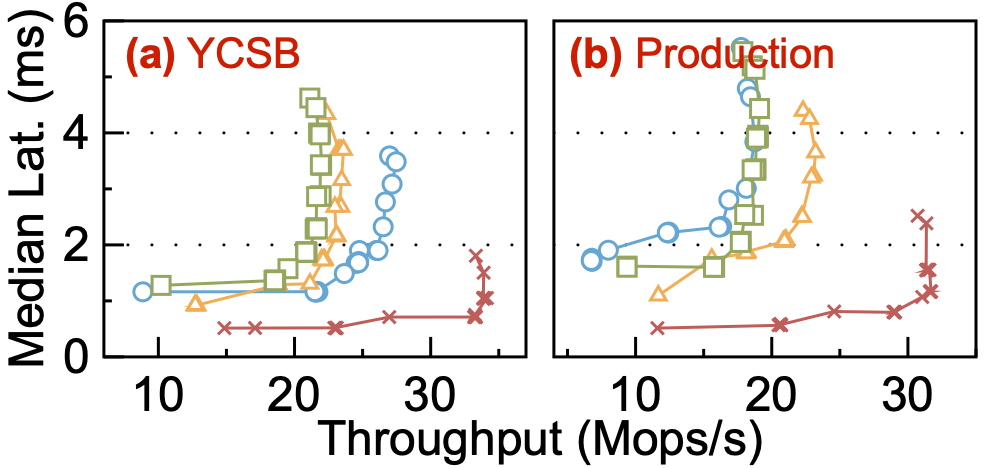 Median Lat. (ms)
6
4
2
0
(a) YCSB
(b) Production
10 20 30
10 20 30
Throughput (Mops/s)